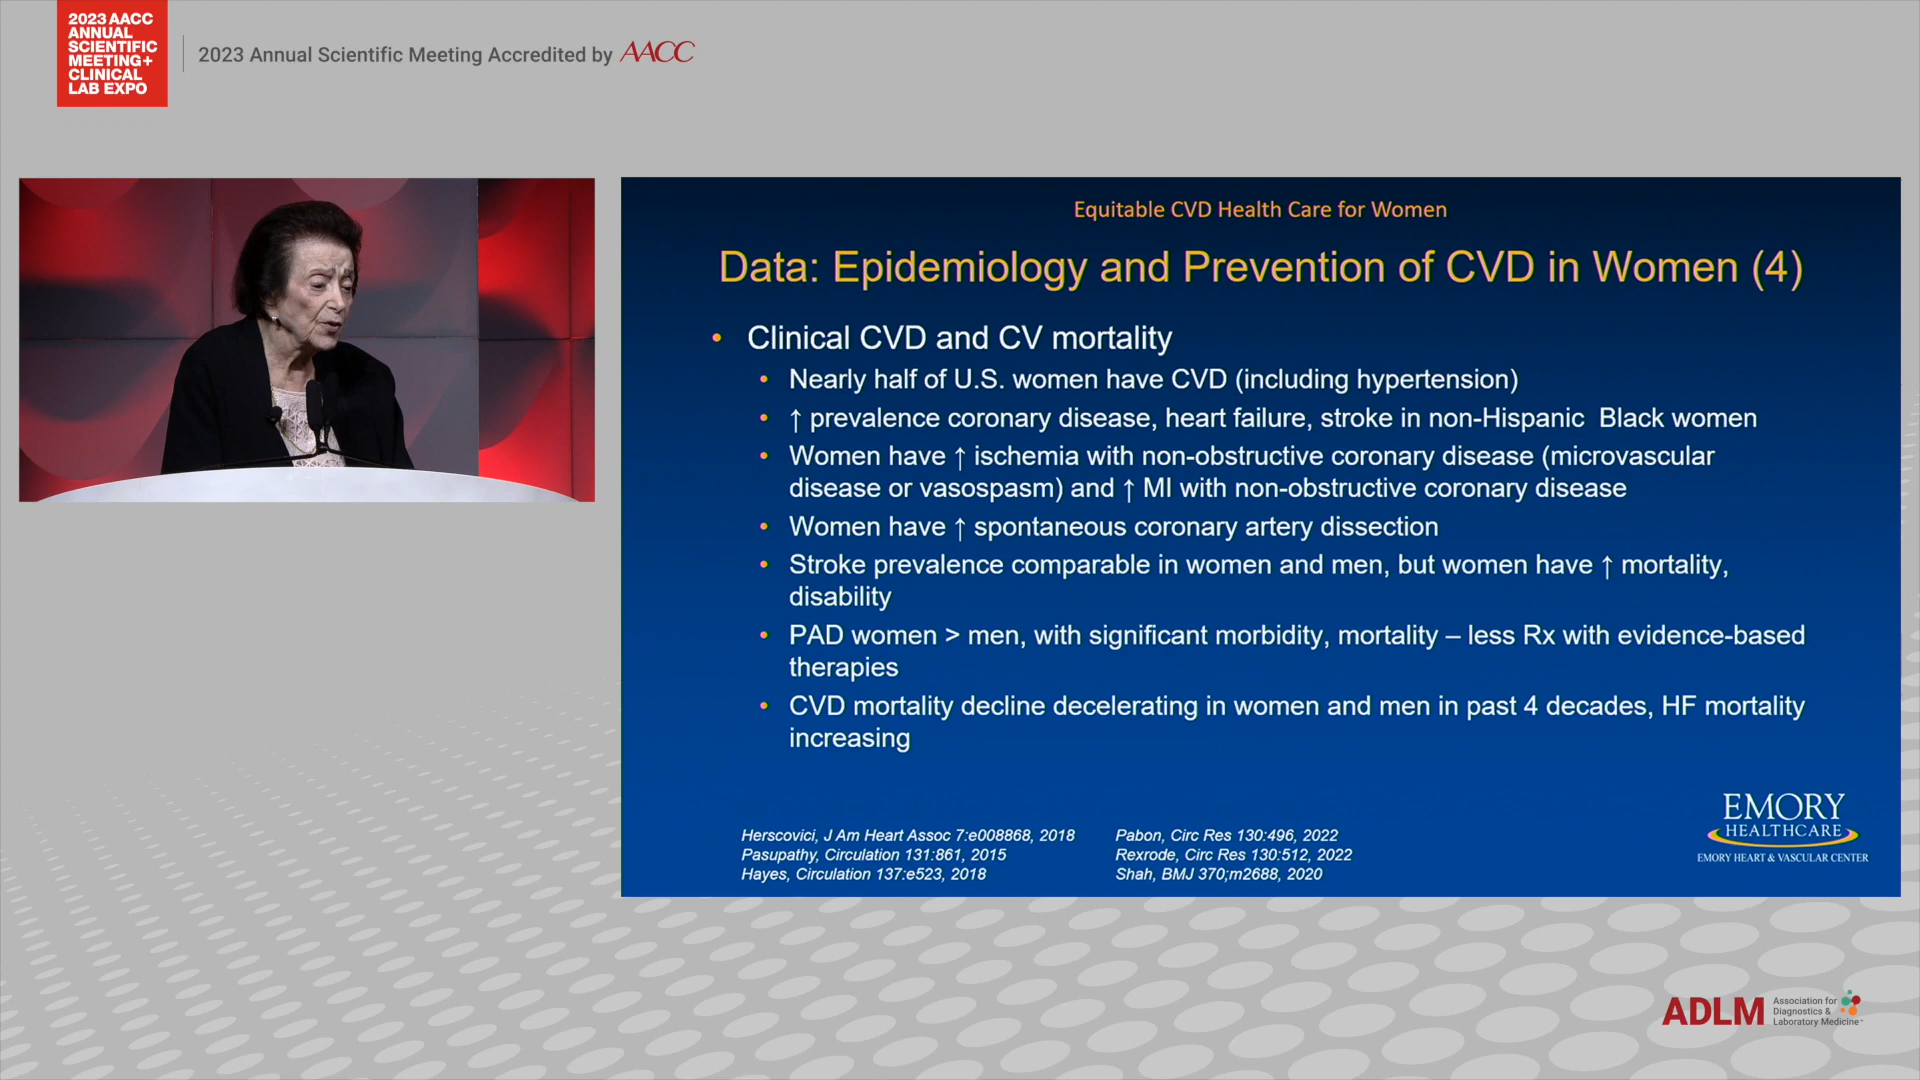 2023 AACC
ANNUAL
SCIENTIFIC
MEETING+
CLINICAL
LAB EXPO
2023 Annual Scientific Meeting Accredited by AACC
Equitable CVD Health Care for Women
Data: Epidemiology and Prevention of CVD in Women (4)
• Clinical CVD and CV mortality
• Nearly half of U.S. women have CVD (including hypertension)
• ↑ prevalence coronary disease, heart failure, stroke in non-Hispanic Black women
• Women have ↑ ischemia with non-obstructive coronary disease (microvascular
disease or vasospasm) and ↑ MI with non-obstructive coronary disease
• Women have ↑ spontaneous coronary artery dissection
• Stroke prevalence comparable in women and men, but women have ↑ mortality,
disability
• PAD women > men, with significant morbidity, mortality – less Rx with evidence-based
therapies
• CVD mortality decline decelerating in women and men in past 4 decades, HF mortality
increasing
Herscovici, J Am Heart Assoc 7:e008868, 2018
Pasupathy, Circulation 131:861, 2015
Hayes, Circulation 137:e523, 2018
Pabon, Circ Res 130:496, 2022
Rexrode, Circ Res 130:512, 2022
Shah, BMJ 370;m2688, 2020
EMORY
HEALTHCARE
EMORY HEART & VASCULAR CENTER
ADLM
Association for
Diagnostics &
Laboratory Medicine™